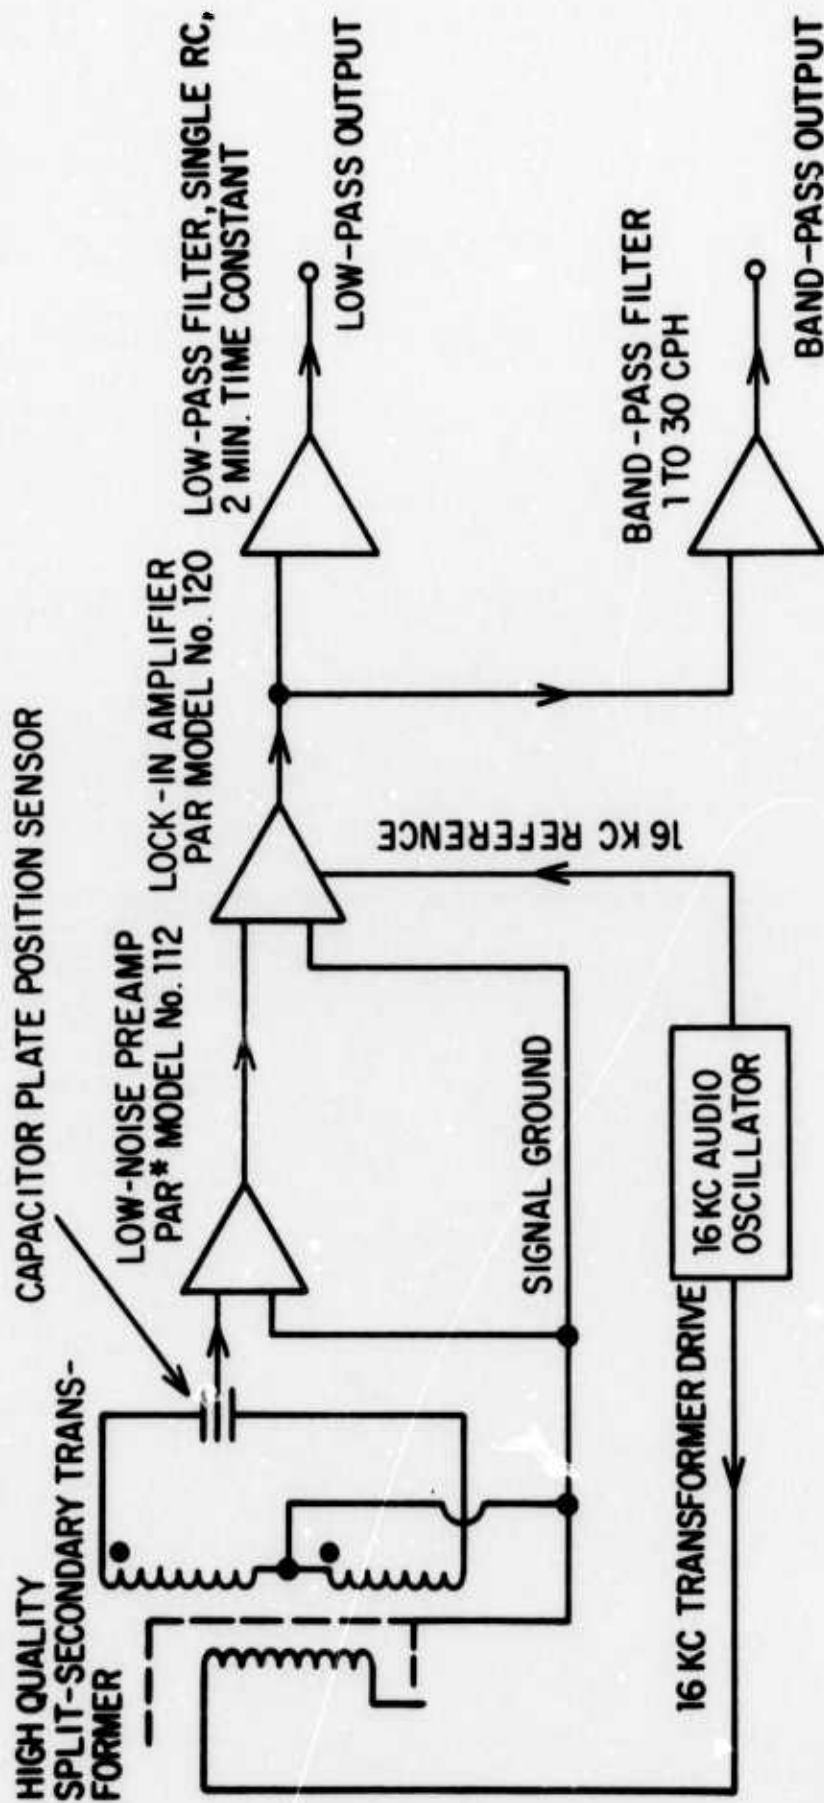 HIGH QUALITY
SPLIT-SECONDARY TRANS-
FORMER
CAPACITOR PLATE POSITION SENSOR
LOW-NOISE PREAMP
PAR* MODEL No. 112
LOCK-IN AMPLIFIER
PAR MODEL No. 120
LOW-PASS FILTER, SINGLE RC,
2 MIN. TIME CONSTANT
LOW-PASS OUTPUT
SIGNAL GROUND
16 KC REFERENCE
BAND-PASS FILTER
1 TO 30 CPH
BAND-PASS OUTPUT
16 KC TRANSFORMER DRIVE
16 KC AUDIO
OSCILLATOR